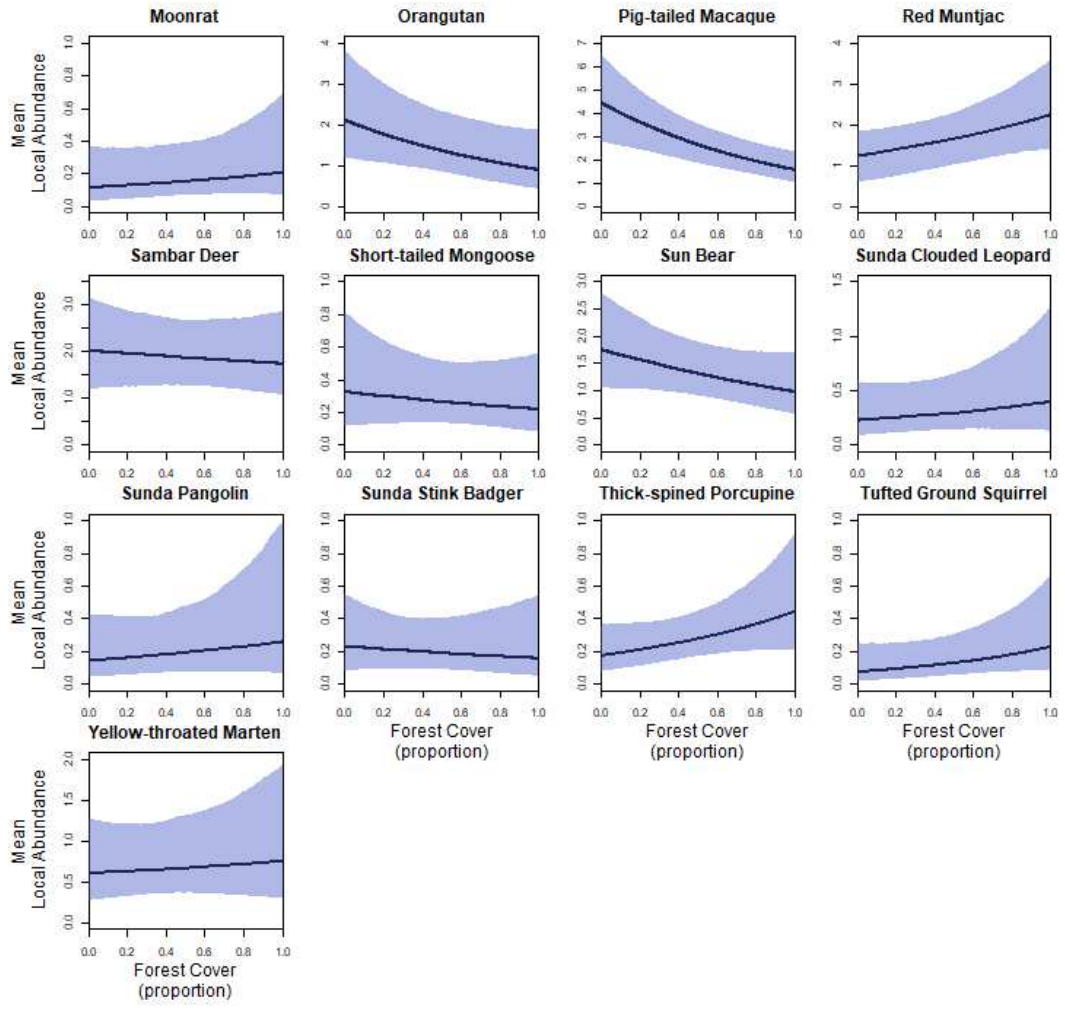 Moonrat
Orangutan
Pig-tailed Macaque
Red Muntjac
Mean
Local Abundance
1.0
0.8
0.6
0.4
0.2
0.0
4
3
2
1
0
7
6
5
4
3
2
1
0
4
3
2
1
0
0.0 0.2 0.4 0.6 0.8 1.0
0.0 0.2 0.4 0.6 0.8 1.0
0.0 0.2 0.4 0.6 0.8 1.0
0.0 0.2 0.4 0.6 0.8 1.0
Sambar Deer
Short-tailed Mongoose
Sun Bear
Sunda Clouded Leopard
Mean
Local Abundance
3.0
2.0
1.0
0.0
1.0
0.8
0.6
0.4
0.2
0.0
3.0
2.5
2.0
1.5
1.0
0.5
0.0
1.5
1.0
0.5
0.0
0.0 0.2 0.4 0.6 0.8 1.0
0.0 0.2 0.4 0.6 0.8 1.0
0.0 0.2 0.4 0.6 0.8 1.0
0.0 0.2 0.4 0.6 0.8 1.0
Sunda Pangolin
Sunda Stink Badger
Thick-spined Porcupine
Tufted Ground Squirrel
Mean
Local Abundance
1.0
0.8
0.6
0.4
0.2
0.0
1.0
0.8
0.6
0.4
0.2
0.0
1.0
0.8
0.6
0.4
0.2
0.0
1.0
0.8
0.6
0.4
0.2
0.0
0.0 0.2 0.4 0.6 0.8 1.0
0.0 0.2 0.4 0.6 0.8 1.0
0.0 0.2 0.4 0.6 0.8 1.0
0.0 0.2 0.4 0.6 0.8 1.0
Forest Cover
(proportion)
Forest Cover
(proportion)
Forest Cover
(proportion)
Yellow-throated Marten
Mean
Local Abundance
2.0
1.5
1.0
0.5
0.0
0.0 0.2 0.4 0.6 0.8 1.0
Forest Cover
(proportion)